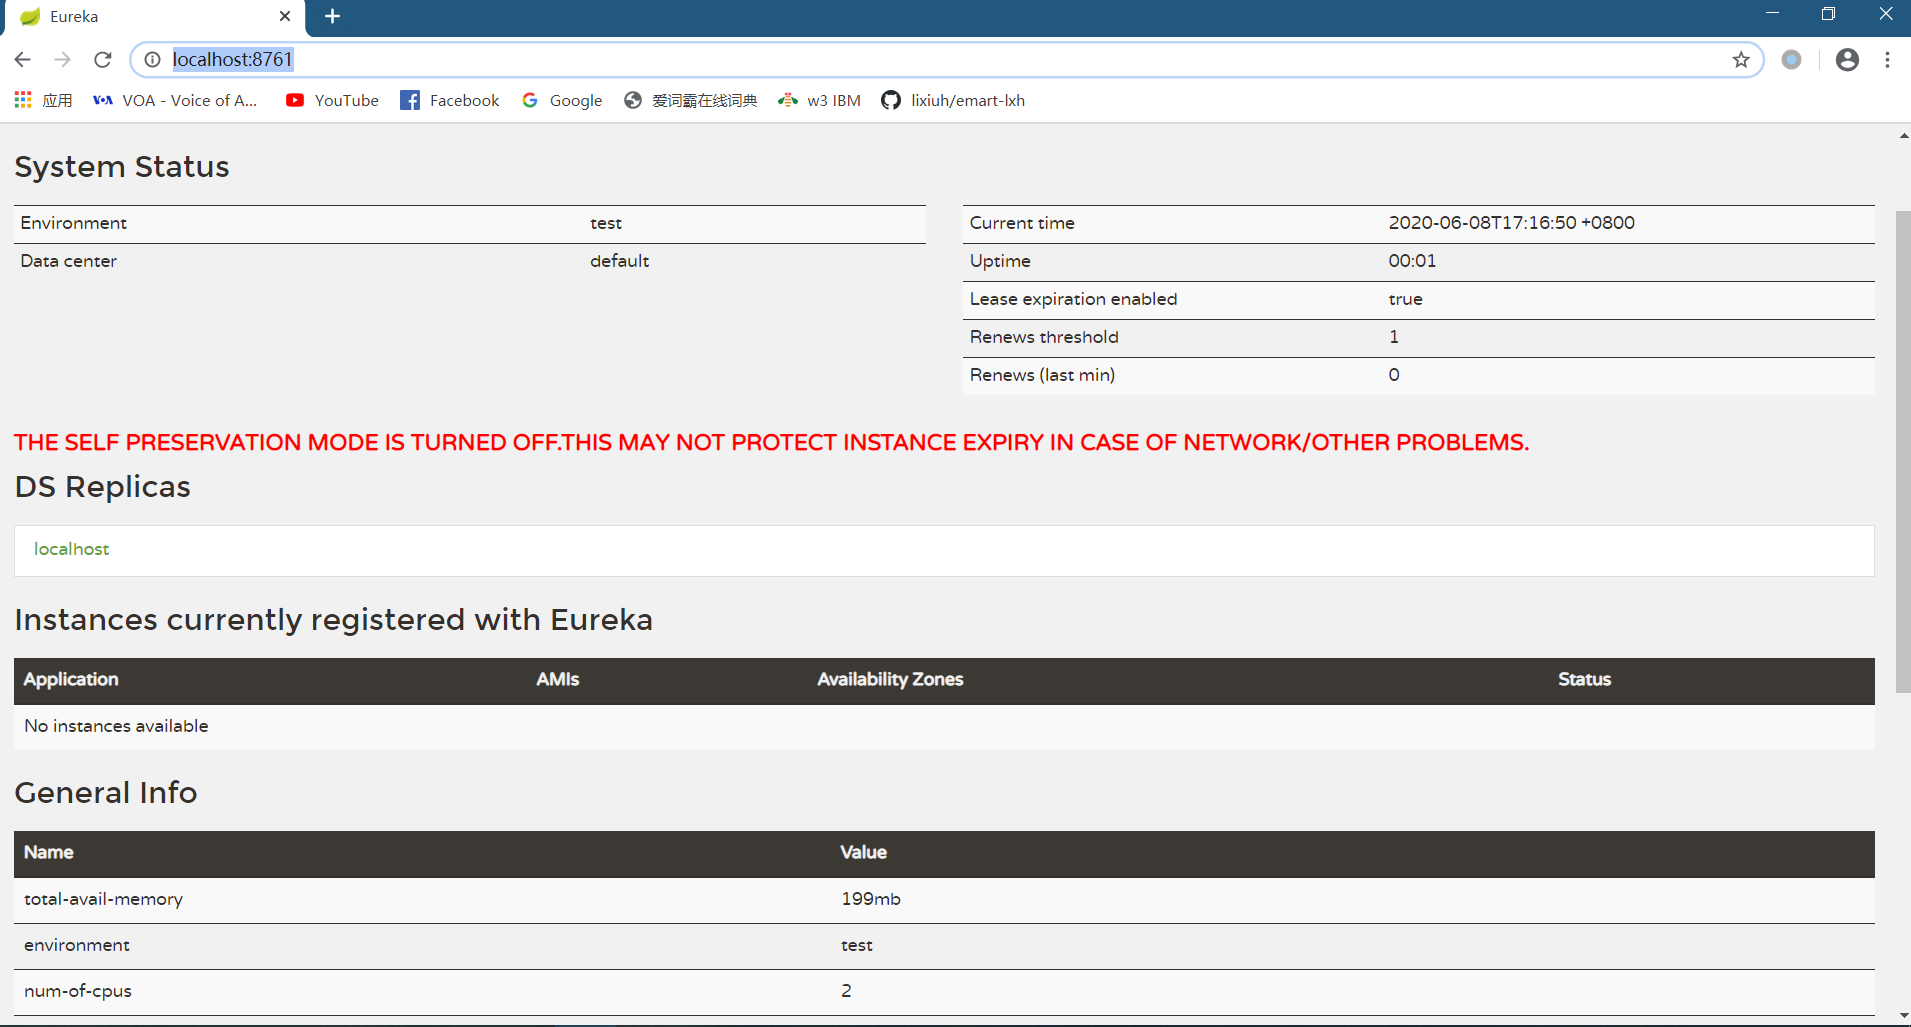 Eureka
localhost:8761
应用 VOA - Voice of A... YouTube Facebook Google 爱词霸在线词典 w3 IBM lixiuh/emart-lxh
System Status
Environment test
Data center default
Current time 2020-06-08T17:16:50 +0800
Uptime 00:01
Lease expiration enabled true
Renews threshold 1
Renews (last min) 0
THE SELF PRESERVATION MODE IS TURNED OFF.THIS MAY NOT PROTECT INSTANCE EXPIRY IN CASE OF NETWORK/OTHER PROBLEMS.
DS Replicas
localhost
Instances currently registered with Eureka
Application AMIs Availability Zones Status
No instances available
General Info
Name Value
total-avail-memory 199mb
environment test
num-of-cpus 2